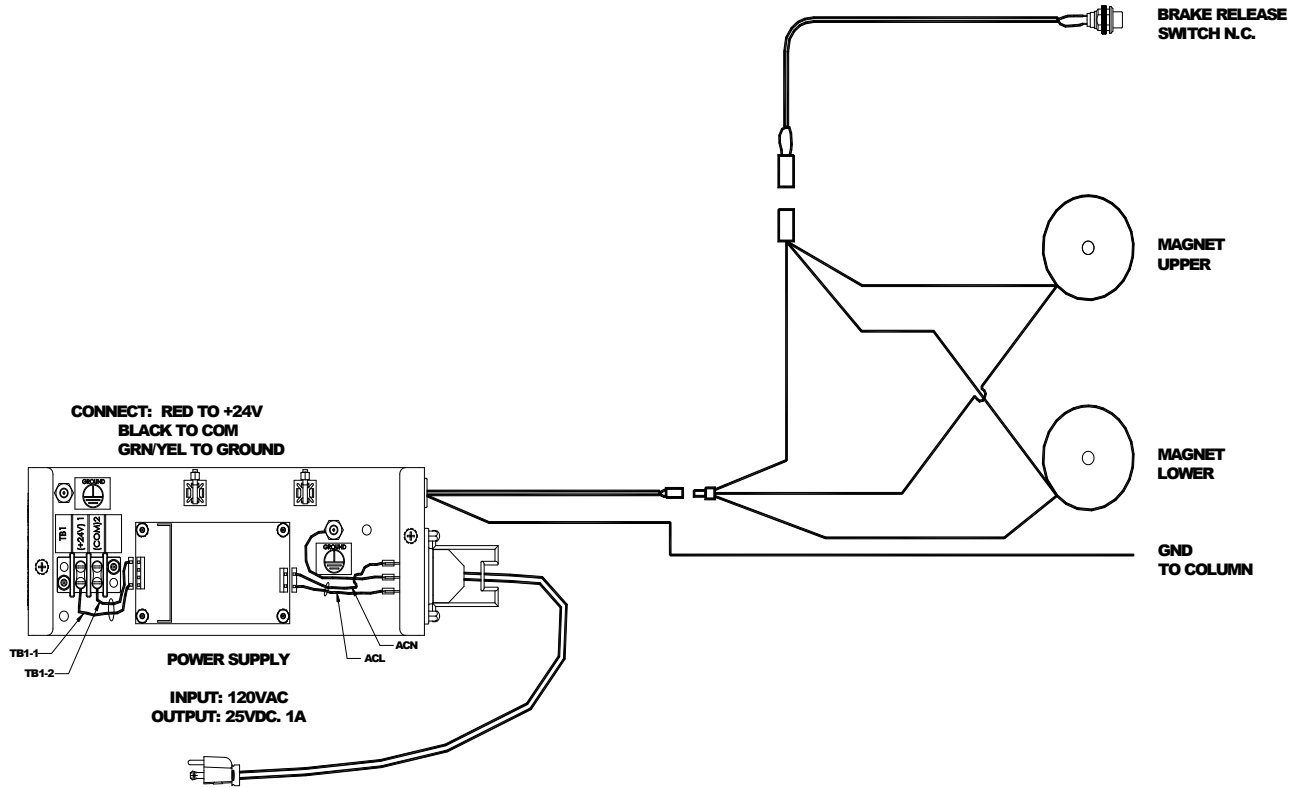 BRAKE RELEASE
SWITCH N.C.
MAGNET
UPPER
CONNECT: RED TO +24V
BLACK TO COM
GRN/YEL TO GROUND
MAGNET
LOWER
GROUND
TB1
(+24V) 1
(COM)2
GROUND
GND
TO COLUMN
TB1-1
TB1-2
ACN
ACL
POWER SUPPLY
INPUT: 120VAC
OUTPUT: 25VDC. 1A